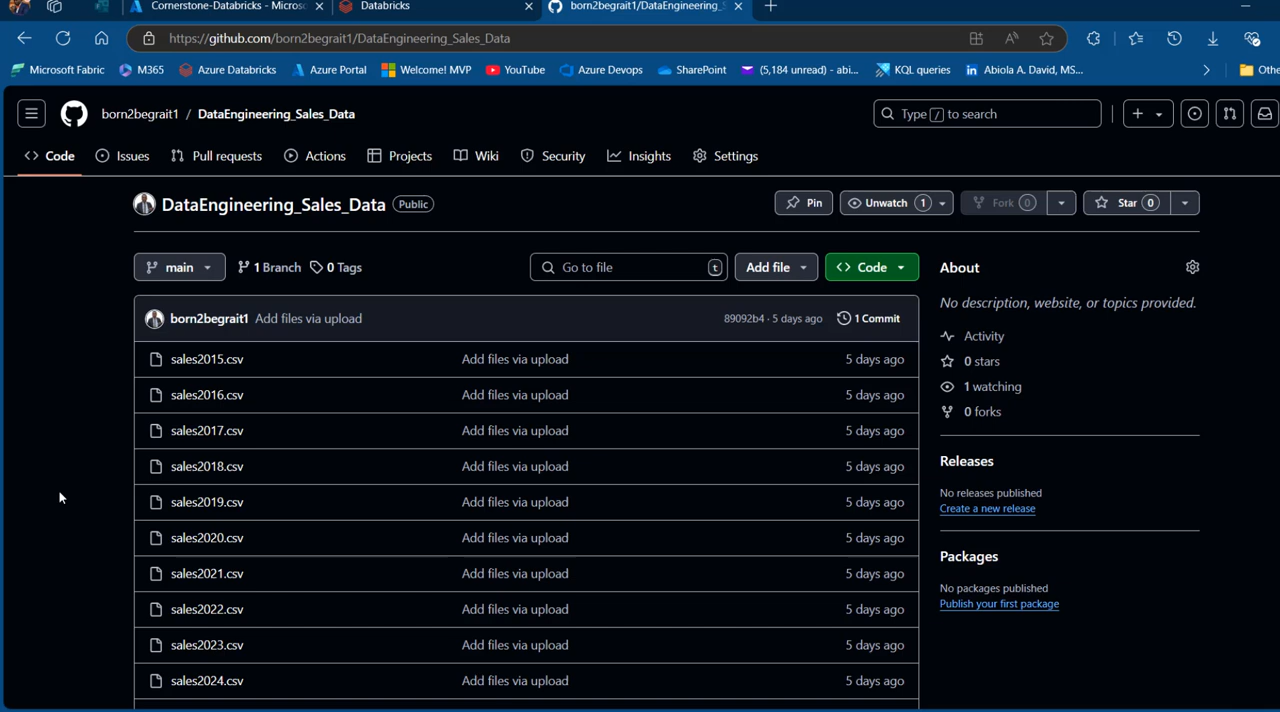 Cornerstone-Databricks - Micros
Databricks
born2begrait1/DataEngineering_S
https://github.com/born2begrait1/DataEngineering_Sales_Data
Microsoft Fabric
M365
Azure Databricks
Azure Portal
Welcome! MVP
YouTube
Azure Devops
SharePoint
(5,184 unread) - abi...
KQL queries
Abiola A. David, MS...
Othe
born2begrait1 / DataEngineering_Sales_Data
Type / to search
Code
Issues
Pull requests
Actions
Projects
Wiki
Security
Insights
Settings
DataEngineering_Sales_Data
Public
Pin
Unwatch 1
Fork 0
Star 0
main
1 Branch
0 Tags
Go to file
t
Add file
Code
About
No description, website, or topics provided.
born2begrait1 Add files via upload
89092b4 · 5 days ago
1 Commit
Activity
sales2015.csv Add files via upload 5 days ago
0 stars
1 watching
sales2016.csv Add files via upload 5 days ago
0 forks
sales2017.csv Add files via upload 5 days ago
Releases
sales2018.csv Add files via upload 5 days ago
No releases published
sales2019.csv Add files via upload 5 days ago
Create a new release
sales2020.csv Add files via upload 5 days ago
Packages
sales2021.csv Add files via upload 5 days ago
No packages published
Publish your first package
sales2022.csv Add files via upload 5 days ago
sales2023.csv Add files via upload 5 days ago
sales2024.csv Add files via upload 5 days ago